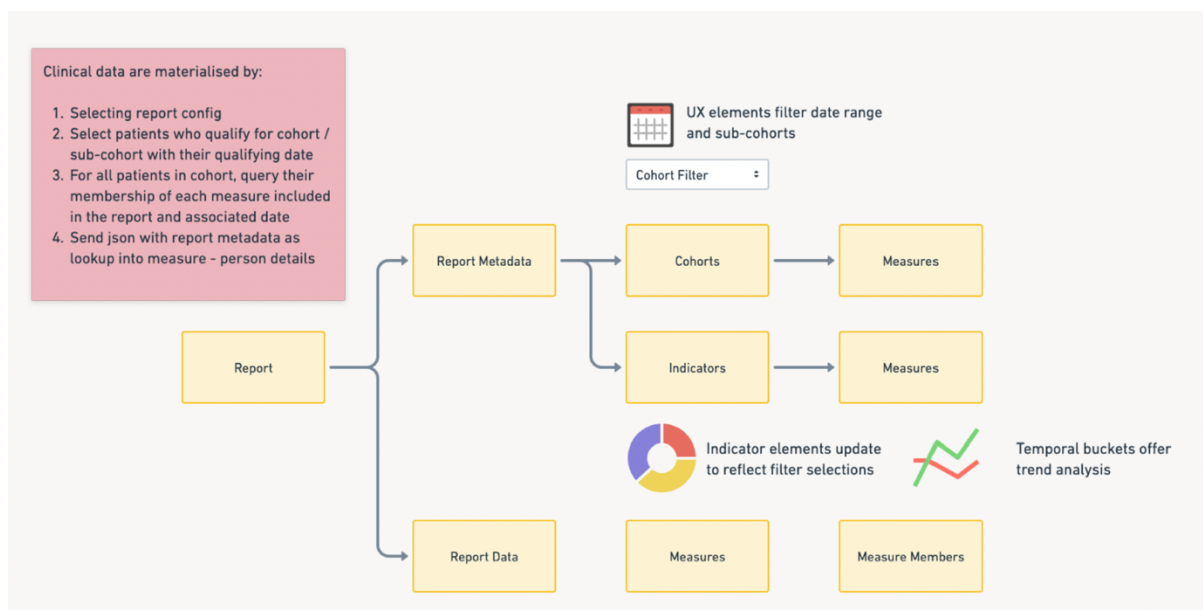 Clinical data are materialised by:
1. Selecting report config
2. Select patients who qualify for cohort /
sub-cohort with their qualifying date
3. For all patients in cohort, query their
membership of each measure included
in the report and associated date
4. Send json with report metadata as
lookup into measure - person details
UX elements filter date range
and sub-cohorts
Cohort Filter
Report Metadata
Cohorts
Measures
Report
Indicators
Measures
Indicator elements update
to reflect filter selections
Temporal buckets offer
trend analysis
Report Data
Measures
Measure Members